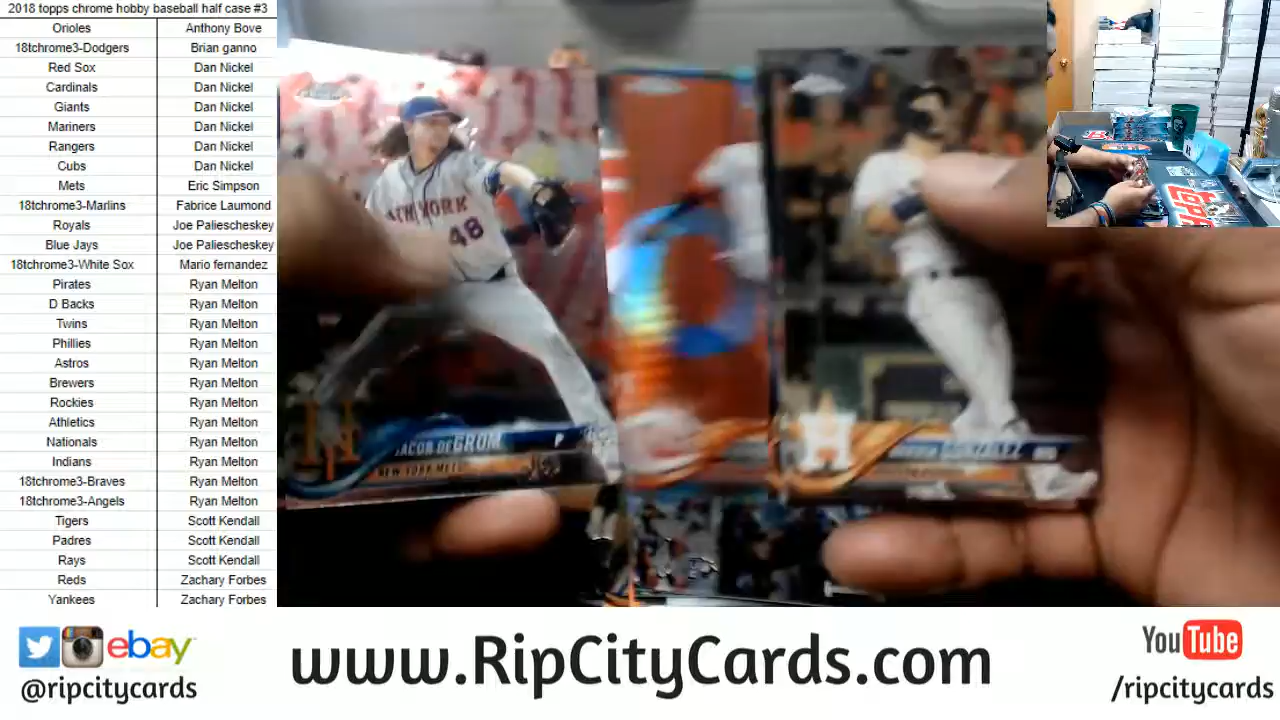 2018 topps chrome hobby baseball half case #3
Orioles Anthony Bove
18tchrome3-Dodgers Brian ganno
Red Sox Dan Nickel
Cardinals Dan Nickel
Giants Dan Nickel
Mariners Dan Nickel
Rangers Dan Nickel
Cubs Dan Nickel
Mets Eric Simpson
18tchrome3-Marlins Fabrice Laumond
Royals Joe Paliescheskey
Blue Jays Joe Paliescheskey
18tchrome3-White Sox Mario fernandez
Pirates Ryan Melton
D Backs Ryan Melton
Twins Ryan Melton
Phillies Ryan Melton
Astros Ryan Melton
Brewers Ryan Melton
Rockies Ryan Melton
Athletics Ryan Melton
Nationals Ryan Melton
Indians Ryan Melton
18tchrome3-Braves Ryan Melton
18tchrome3-Angels Ryan Melton
Tigers Scott Kendall
Padres Scott Kendall
Rays Scott Kendall
Reds Zachary Forbes
Yankees Zachary Forbes
NEW YORK
48
JACOB DEGROM P
NEW YORK METS
H
GONZALEZ
ebay
@ripcitycards
www.RipCityCards.com
YouTube
/ripcitycards